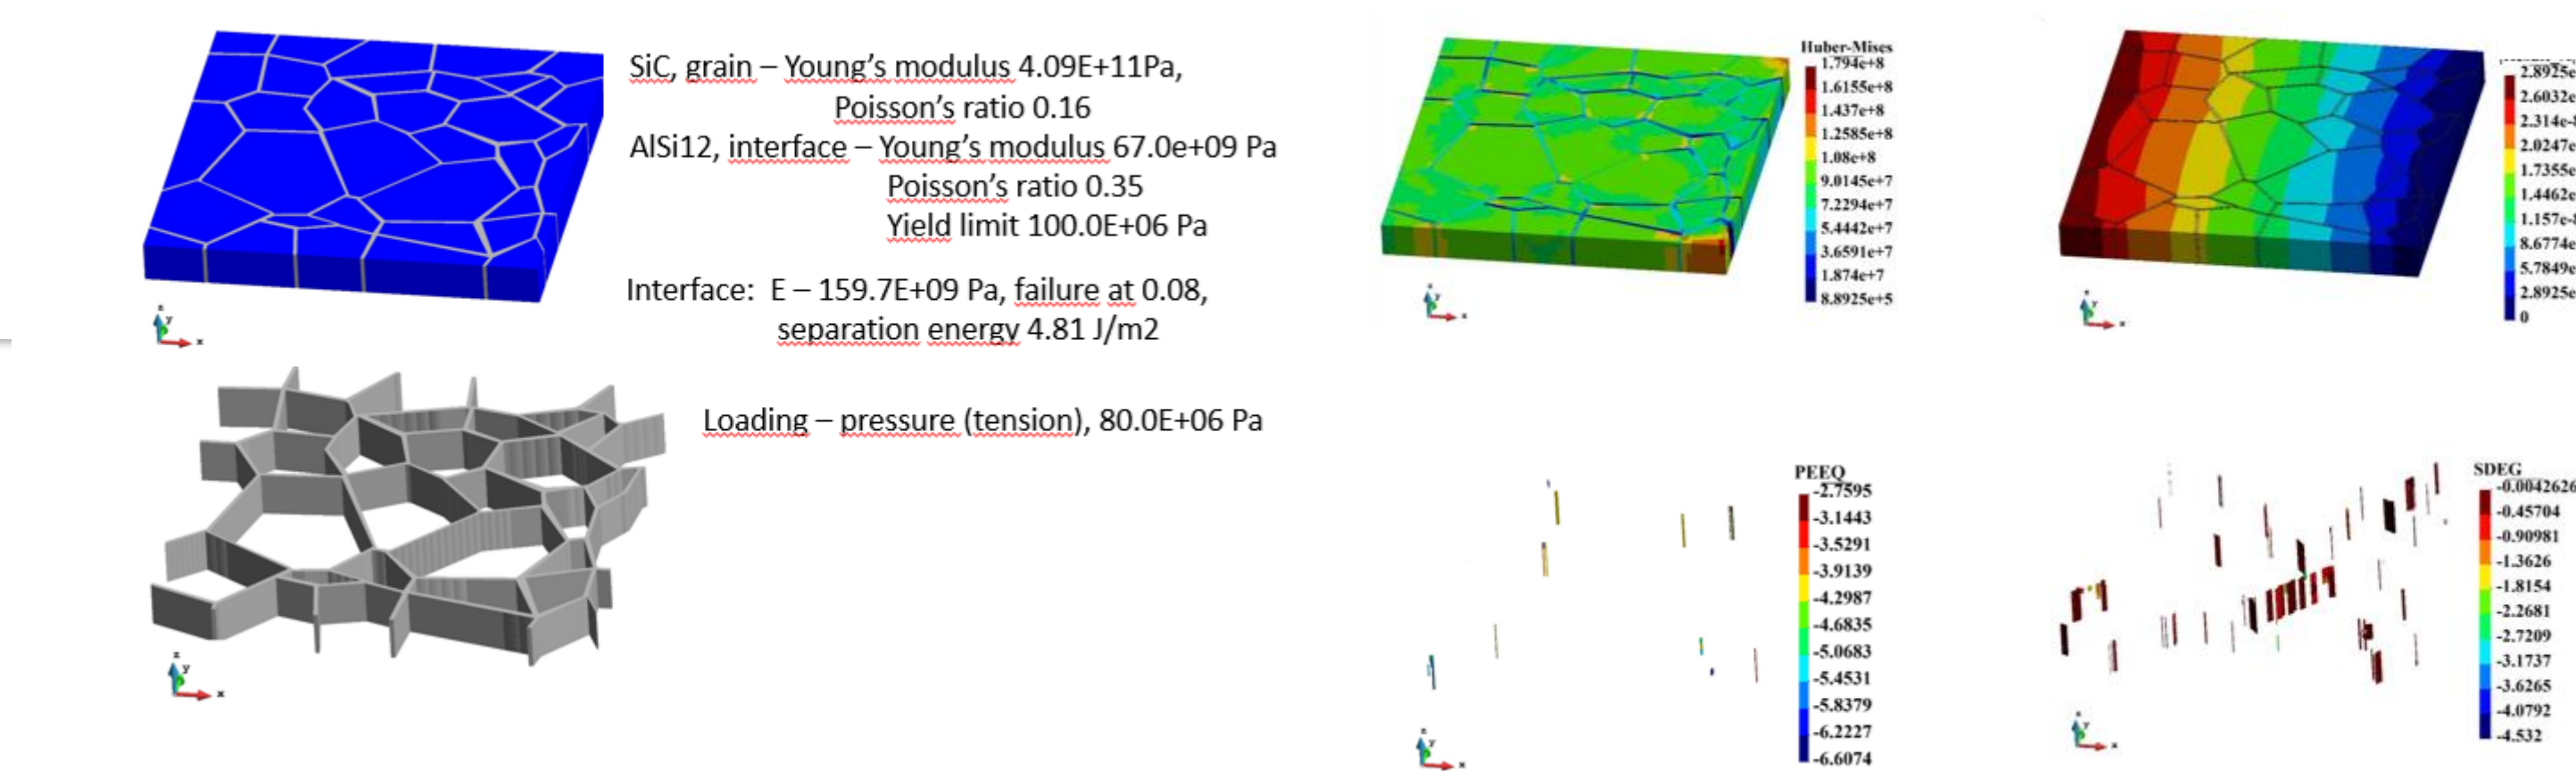 SiC, grain – Young's modulus 4.09E+11Pa,
Poisson's ratio 0.16
AlSi12, interface – Young's modulus 67.0e+09 Pa
Poisson's ratio 0.35
Yield limit 100.0E+06 Pa
Interface: E – 159.7E+09 Pa, failure at 0.08,
separation energy 4.81 J/m2
Loading – pressure (tension), 80.0E+06 Pa
z
y
x
z
y
x
Huber-Mises
1.794e+8
1.6155e+8
1.437e+8
1.2585e+8
1.08e+8
9.0145e+7
7.2294e+7
5.4442e+7
3.6591e+7
1.874e+7
8.8925e+5
z
y
x
2.8925e
2.6032e
2.314e-
2.0247e
1.7355e
1.4462e
1.157e-
8.6774e
5.7849e
2.8925e
0
z
y
x
PEEQ
-2.7595
-3.1443
-3.5291
-3.9139
-4.2987
-4.6835
-5.0683
-5.4531
-5.8379
-6.2227
-6.6074
z
y
x
SDEG
-0.0042626
-0.45704
-0.90981
-1.3626
-1.8154
-2.2681
-2.7209
-3.1737
-3.6265
-4.0792
-4.532
z
y
x